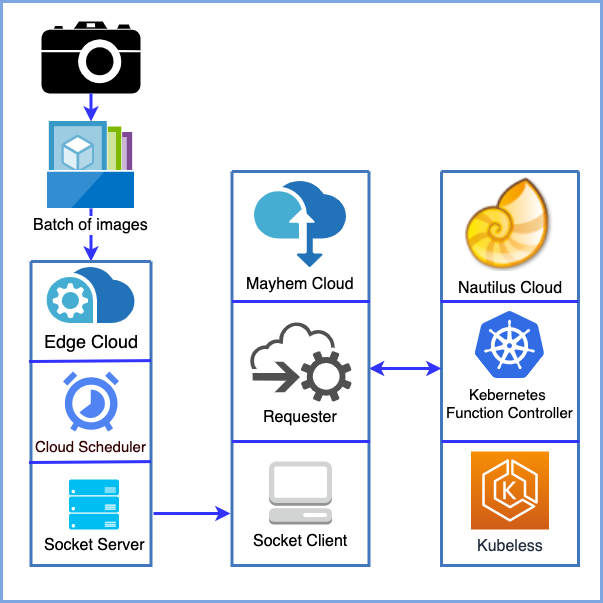 Batch of images
Edge Cloud
Cloud Scheduler
Socket Server
Mayhem Cloud
Requester
Socket Client
Nautilus Cloud
Kebernetes
Function Controller
K
Kubeless